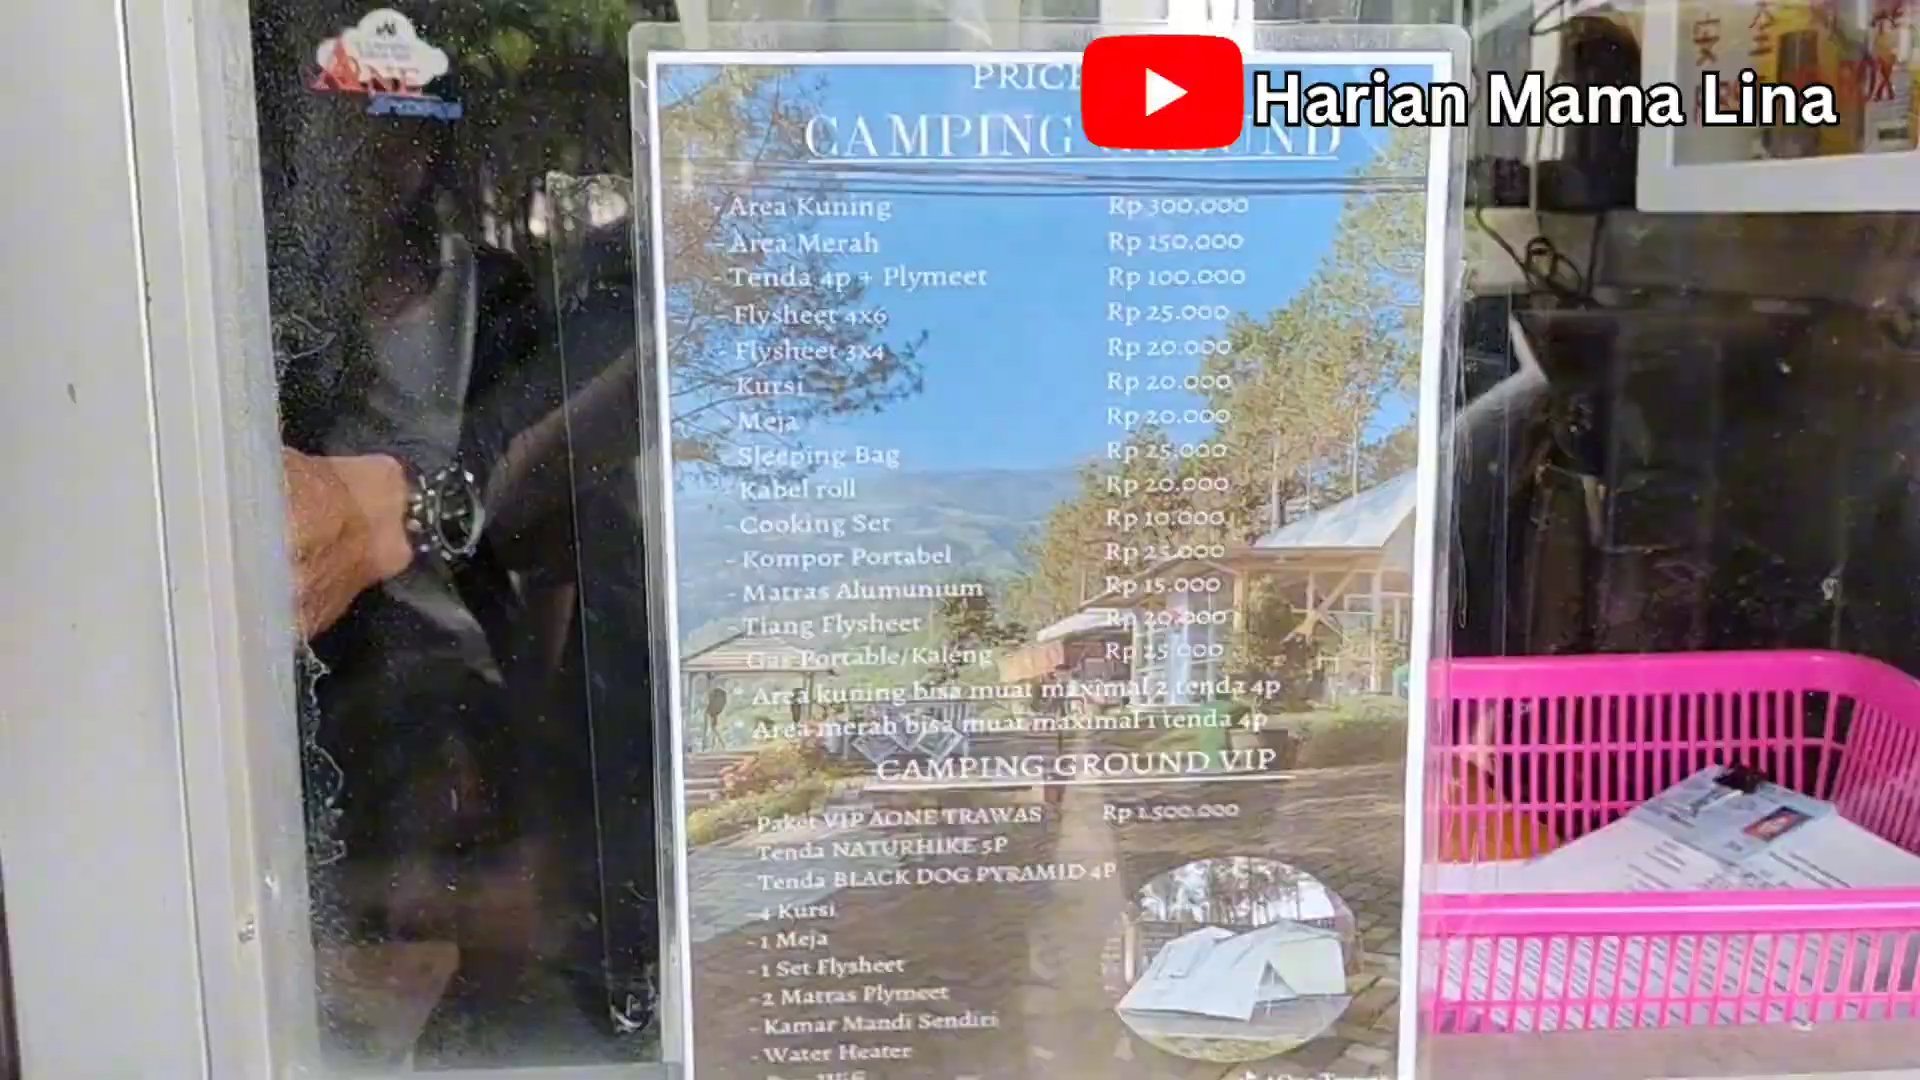 ONE
PRICE
Harian Mama Lina
CAMPING GROUND
- Area Kuning Rp 300.000
- Area Merah Rp 150.000
- Tenda 4p + Plymeet Rp 100.000
- Flysheet 4x6 Rp 25.000
- Flysheet 3x4 Rp 20.000
- Kursi Rp 20.000
- Meja Rp 20.000
- Sleeping Bag Rp 25.000
- Kabel roll Rp 20.000
- Cooking Set Rp 10.000
- Kompor Portabel Rp 25.000
- Matras Alumunium Rp 15.000
- Tiang Flysheet Rp 20.000
- Gas Portable/Kaleng Rp 25.000
* Area kuning bisa muat maximal 2 tenda 4p
* Area merah bisa muat maximal 1 tenda 4p
CAMPING GROUND VIP
- Paket VIP AONE TRAWAS Rp 1.500.000
- Tenda NATURHIKE 5P
- Tenda BLACK DOG PYRAMID 4P
- 4 Kursi
- 1 Meja
- 1 Set Flysheet
- 2 Matras Plymeet
- Kamar Mandi Sendiri
- Water Heater